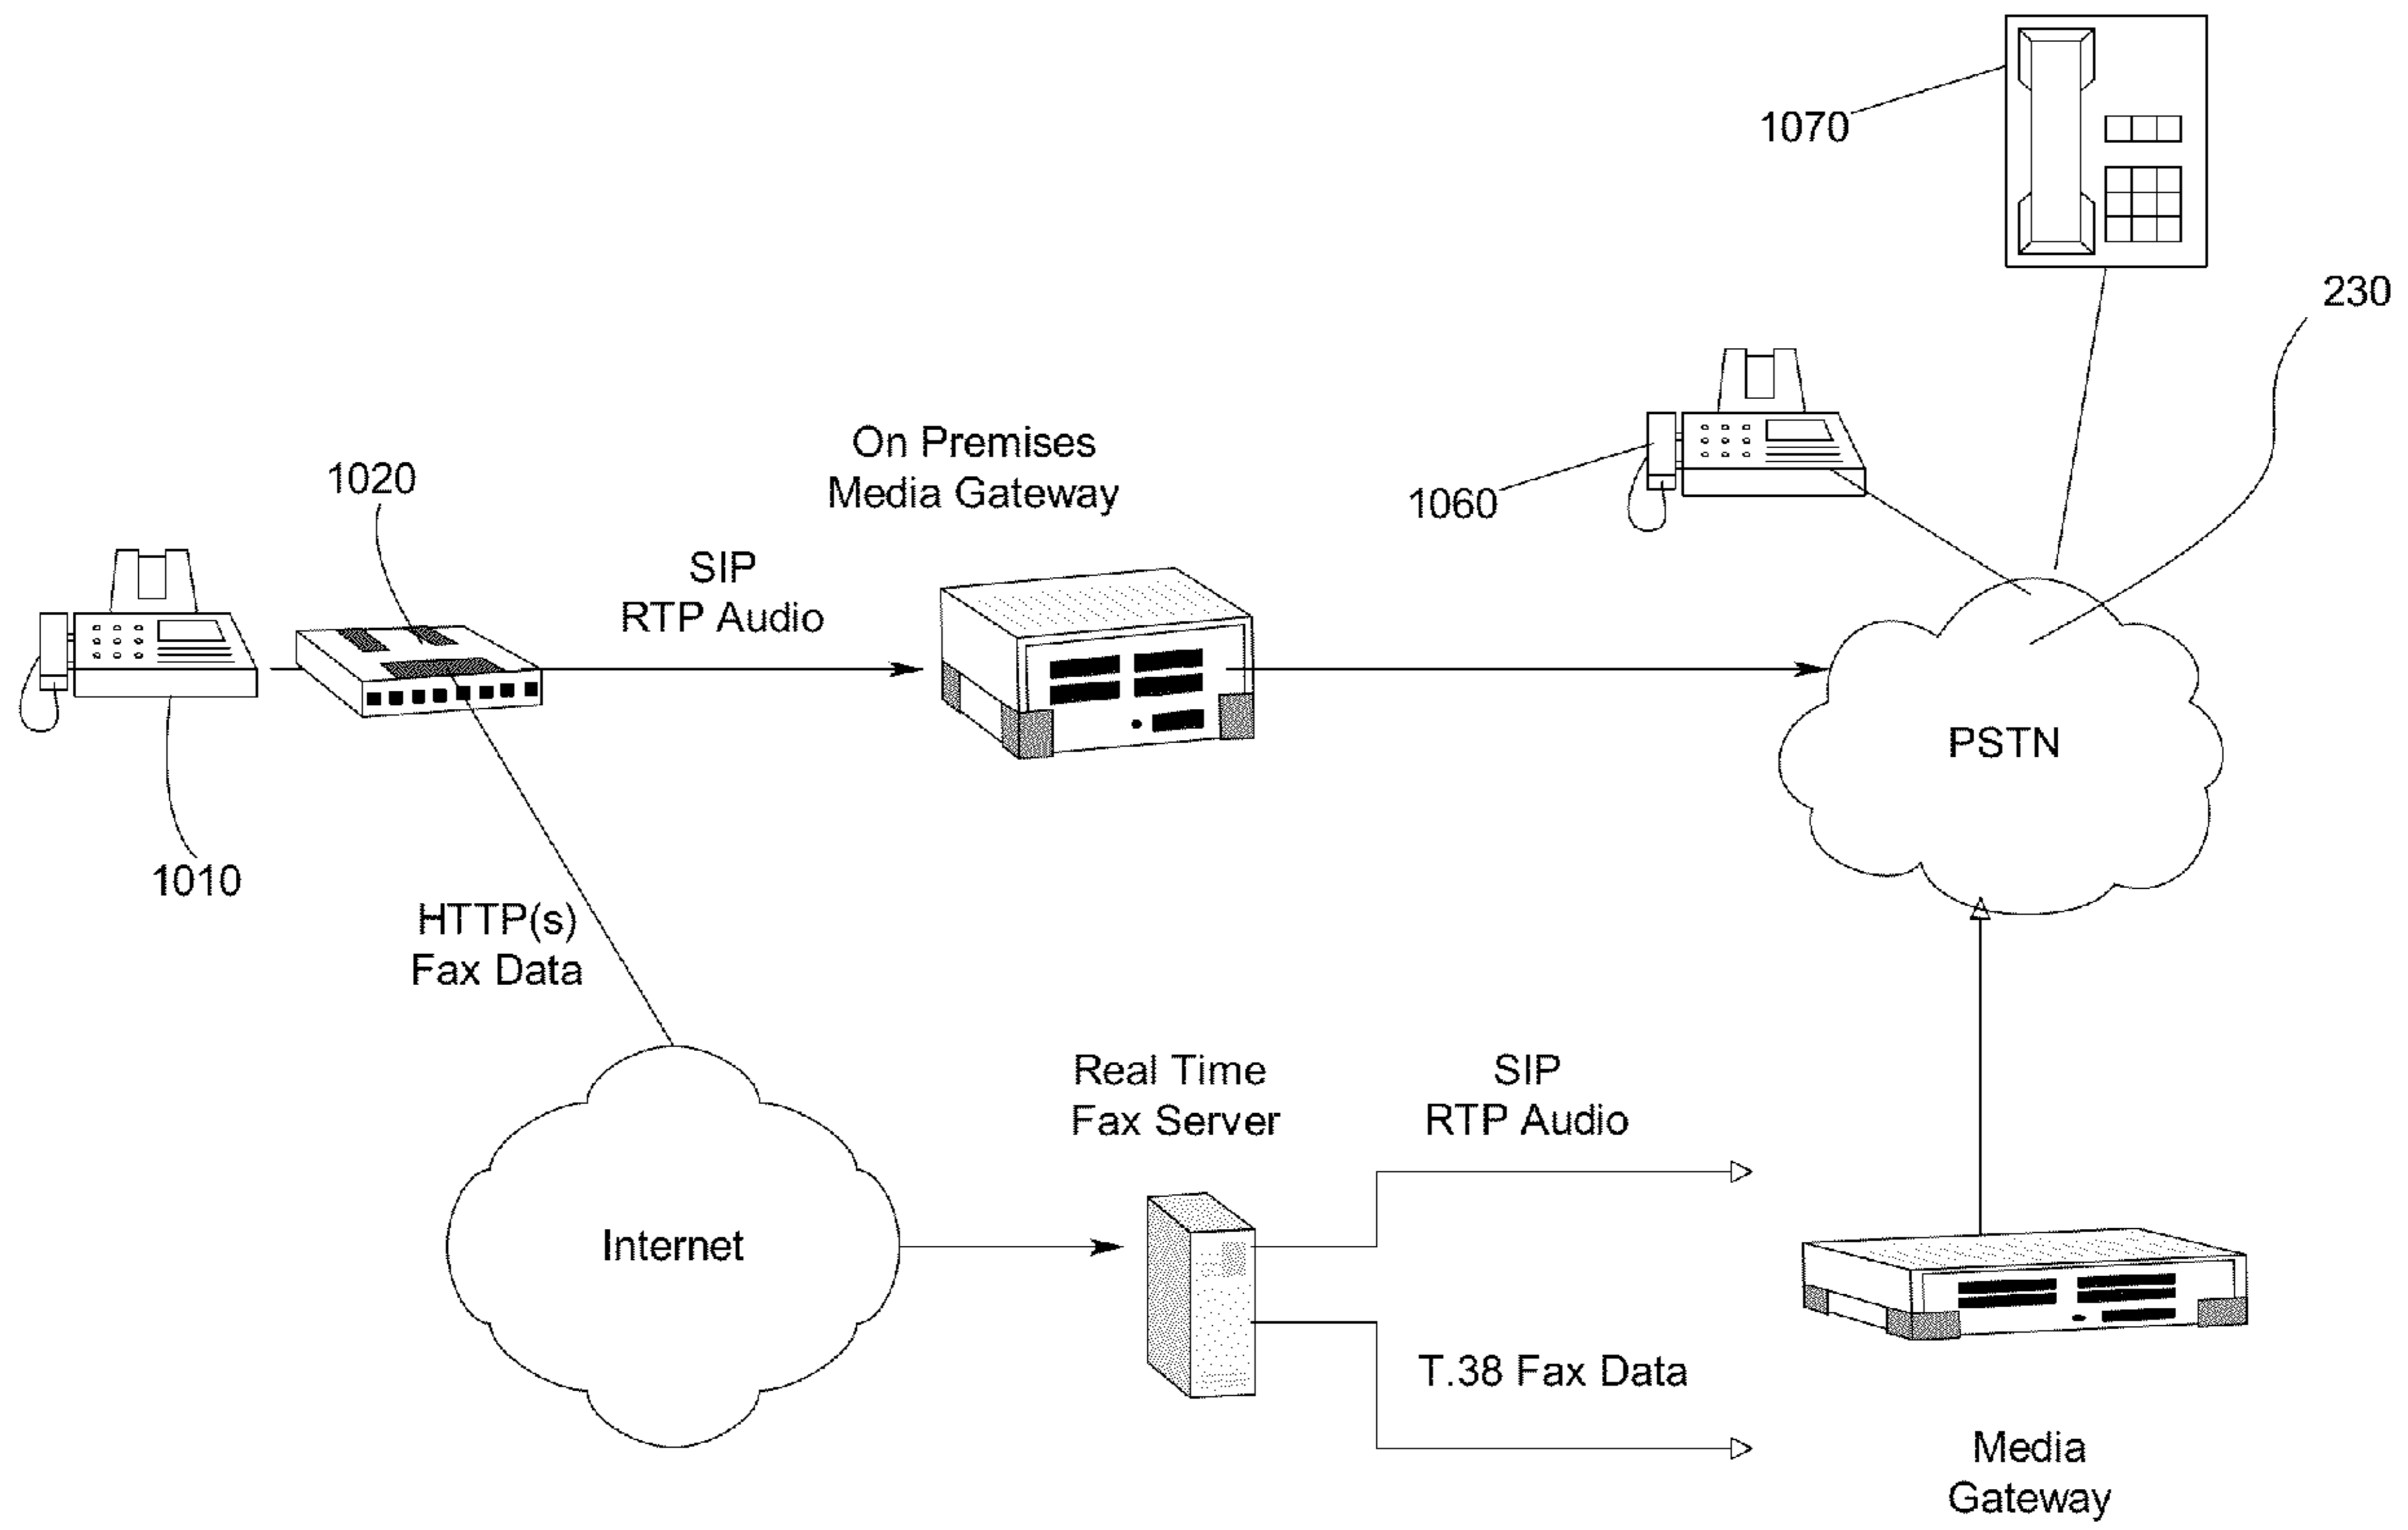 1070
230
On Premises
Media Gateway
1020
1060
SIP
RTP Audio
PSTN
1010
HTTP(s)
Fax Data
Real Time
Fax Server
SIP
RTP Audio
Internet
T.38 Fax Data
Media
Gateway